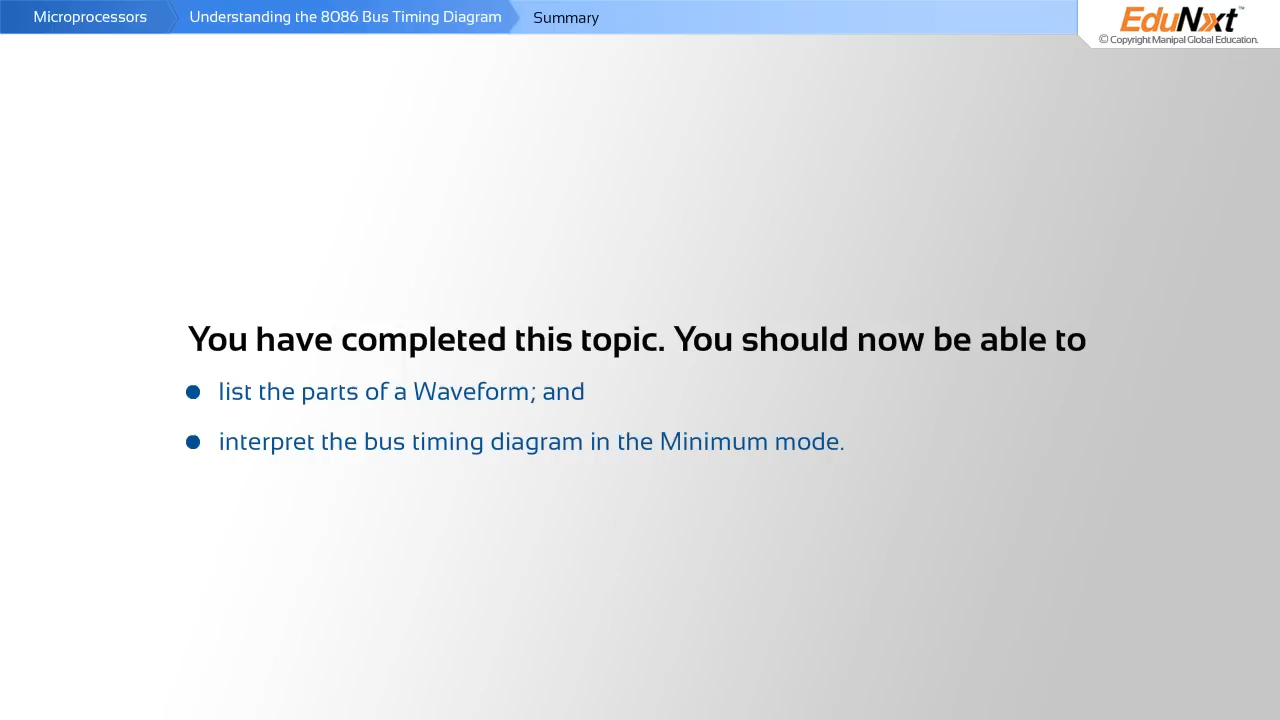 Microprocessors
Understanding the 8086 Bus Timing Diagram
Summary
EduNxt™
© Copyright Manipal Global Education.
You have completed this topic. You should now be able to
● list the parts of a Waveform; and
● interpret the bus timing diagram in the Minimum mode.